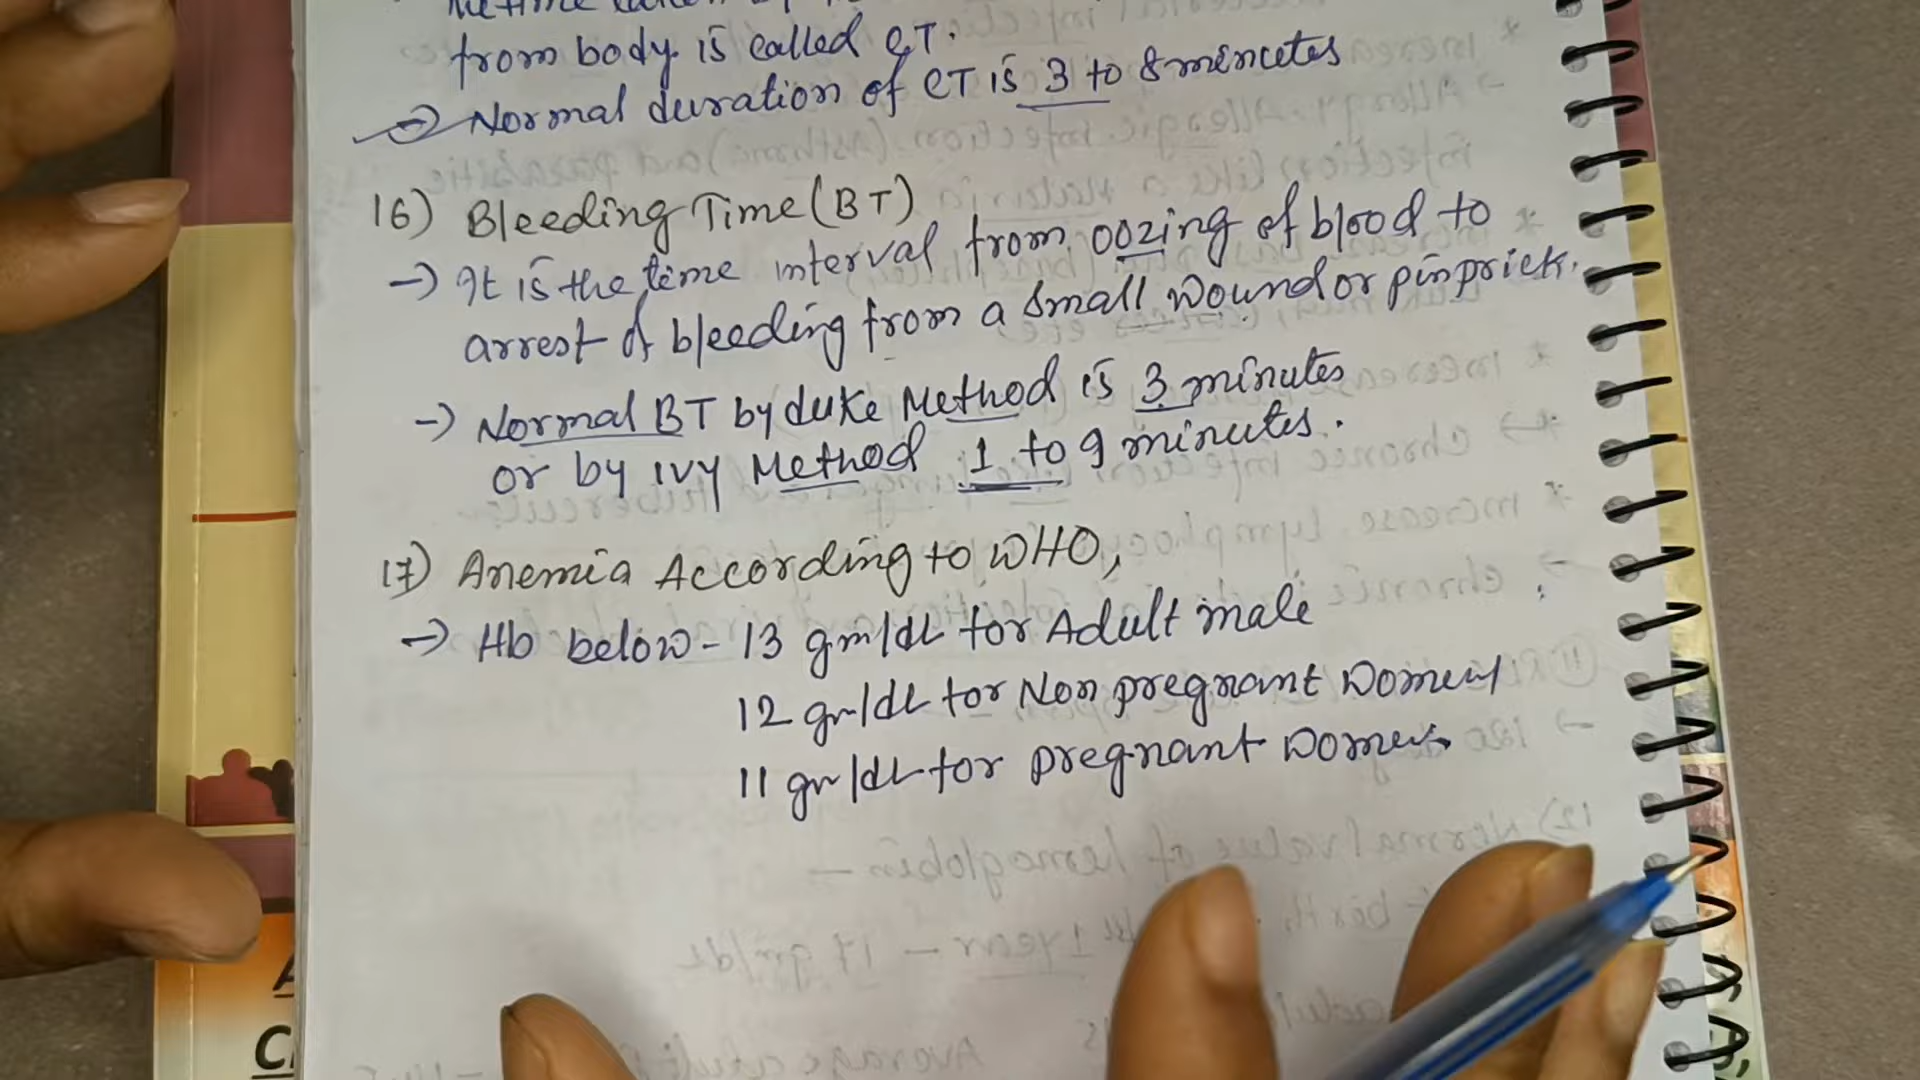 from body is called CT.
→ Normal duration of CT is 3 to 8 minutes
16) Bleeding Time (BT)
→ It is the time interval from oozing of blood to
arrest of bleeding from a small wound or pinprick.
→ Normal BT by duke Method is 3 minutes
or by IVY Method 1 to 9 minutes.
17) Anemia According to WHO,
→ Hb below - 13 gm/dL for Adult male
12 gm/dL for Non pregnant women
11 gm/dL for pregnant women